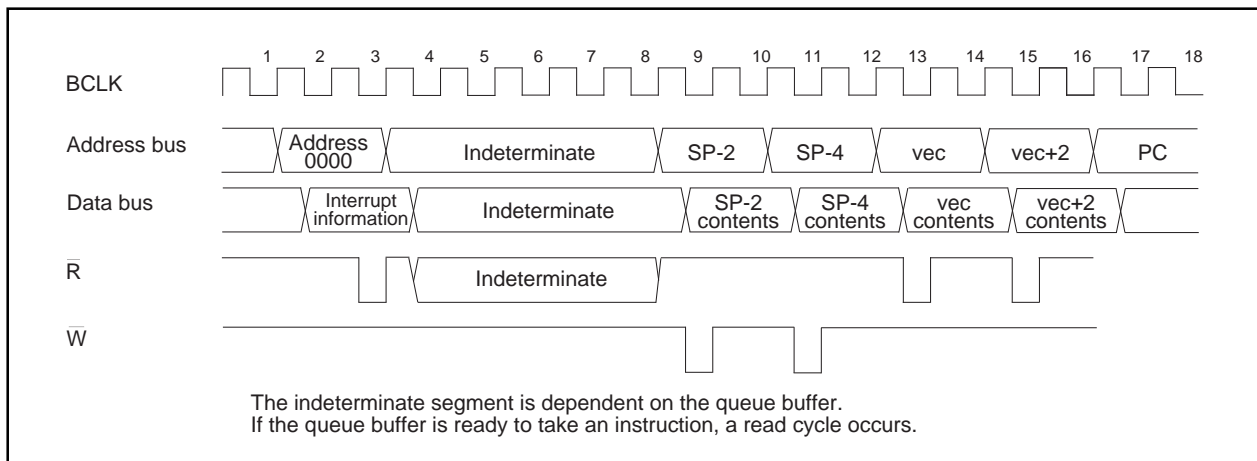 1 2 3 4 5 6 7 8 9 10 11 12 13 14 15 16 17 18
BCLK
Address bus
Address
0000
Indeterminate
SP-2
SP-4
vec
vec+2
PC
Data bus
Interrupt
information
Indeterminate
SP-2
contents
SP-4
contents
vec
contents
vec+2
contents
R
Indeterminate
W
The indeterminate segment is dependent on the queue buffer.
If the queue buffer is ready to take an instruction, a read cycle occurs.